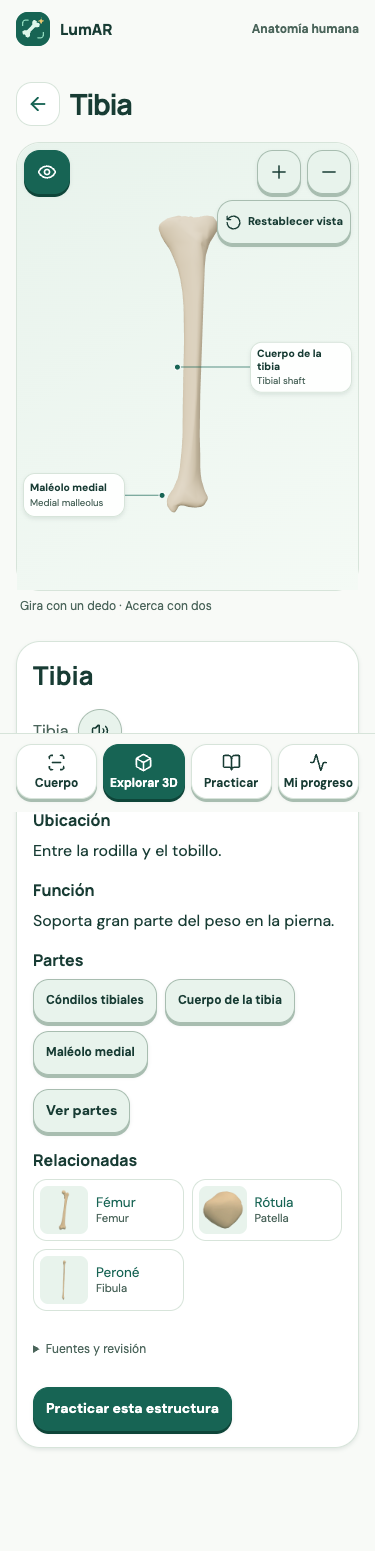 LumAR
Anatomía humana
Tibia
Restablecer vista
Cuerpo de la
tibia
Tibial shaft
Maléolo medial
Medial malleolus
Gira con un dedo · Acerca con dos
Tibia
Tibia
Cuerpo
Explorar 3D
Practicar
Mi progreso
Ubicación
Entre la rodilla y el tobillo.
Función
Soporta gran parte del peso en la pierna.
Partes
Cóndilos tibiales
Cuerpo de la tibia
Maléolo medial
Ver partes
Relacionadas
Fémur
Femur
Rótula
Patella
Peroné
Fibula
Fuentes y revisión
Practicar esta estructura